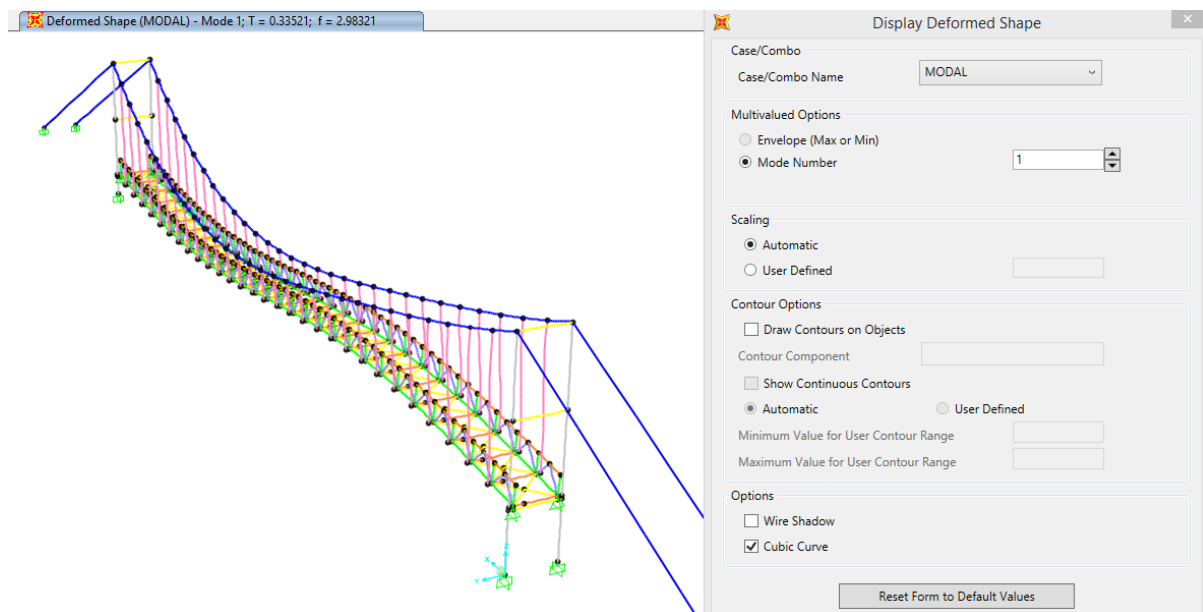 Deformed Shape (MODAL) - Mode 1; T = 0.33521; f = 2.98321
Z
X
Y
Display Deformed Shape
Case/Combo
Case/Combo Name
MODAL
Multivalued Options
Envelope (Max or Min)
Mode Number
1
Scaling
Automatic
User Defined
Contour Options
Draw Contours on Objects
Contour Component
Show Continuous Contours
Automatic
User Defined
Minimum Value for User Contour Range
Maximum Value for User Contour Range
Options
Wire Shadow
Cubic Curve
Reset Form to Default Values